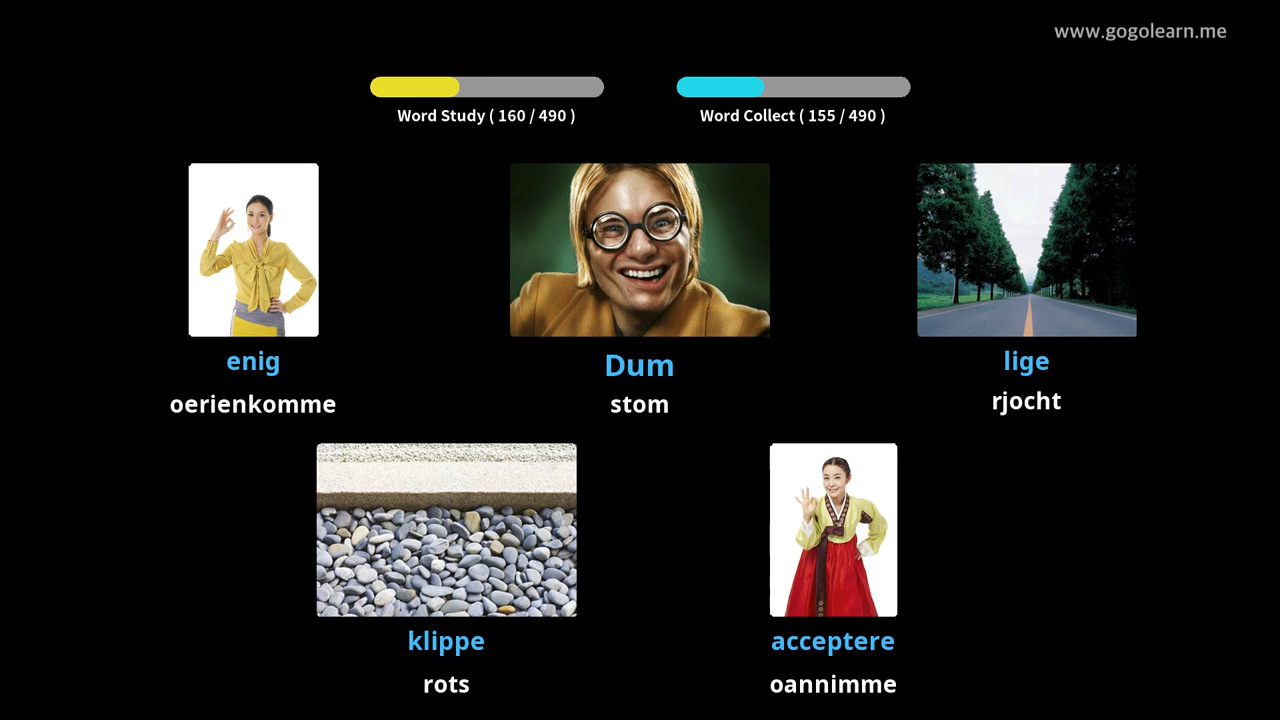 www.gogolearn.me
Word Study ( 160 / 490 )
Word Collect ( 155 / 490 )
enig
oerienkomme
Dum
stom
lige
rjocht
klippe
rots
acceptere
oannimme